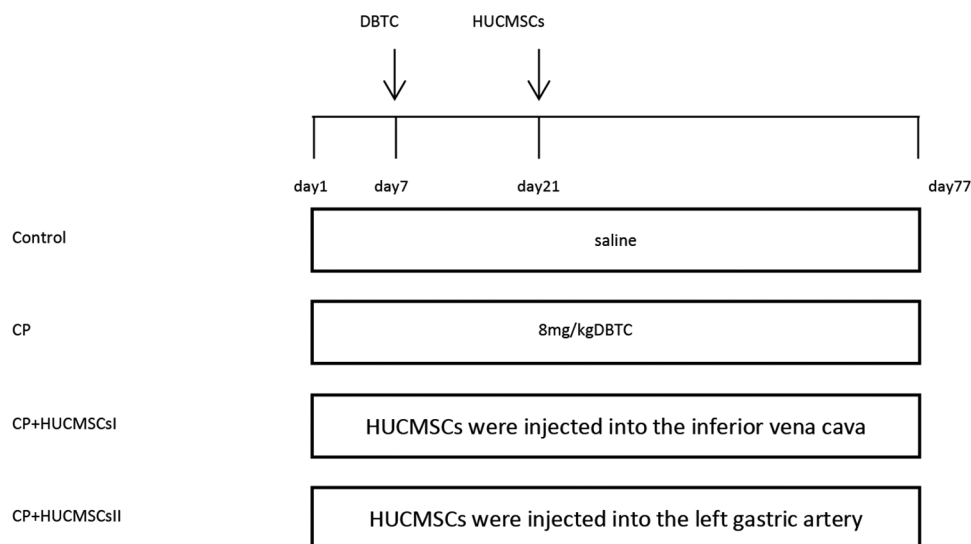 DBTC HUCMSCs
day1 day7 day21 day77
Control saline
CP 8mg/kgDBTC
CP+HUCMSCsI HUCMSCs were injected into the inferior vena cava
CP+HUCMSCsII HUCMSCs were injected into the left gastric artery